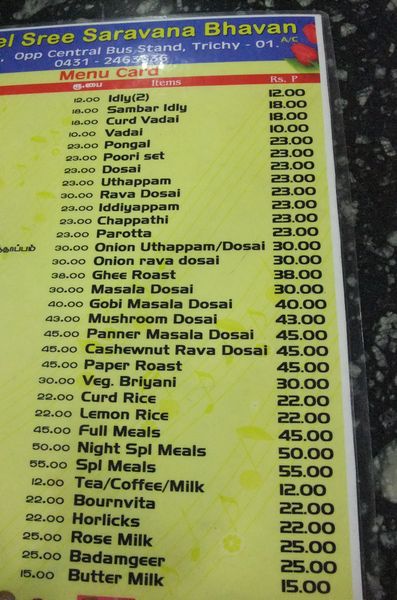 el Sree Saravana Bhavan
A/C
Opp Central Bus Stand, Trichy - 01.
0431 - 2463636
Menu Card
ரூ.பை Items Rs. P
12.00 Idly(2) 12.00
18.00 Sambar Idly 18.00
18.00 Curd Vadai 18.00
10.00 Vadai 10.00
23.00 Pongal 23.00
23.00 Poori set 23.00
23.00 Dosai 23.00
23.00 Uthappam 23.00
30.00 Rava Dosai 30.00
23.00 Iddiyappam 23.00
23.00 Chappathi 23.00
23.00 Parotta 23.00
30.00 Onion Uthappam/Dosai 30.00
30.00 Onion rava dosai 30.00
38.00 Ghee Roast 38.00
30.00 Masala Dosai 30.00
40.00 Gobi Masala Dosai 40.00
43.00 Mushroom Dosai 43.00
45.00 Panner Masala Dosai 45.00
45.00 Cashewnut Rava Dosai 45.00
45.00 Paper Roast 45.00
30.00 Veg. Briyani 30.00
22.00 Curd Rice 22.00
22.00 Lemon Rice 22.00
45.00 Full Meals 45.00
50.00 Night Spl Meals 50.00
55.00 Spl Meals 55.00
12.00 Tea/Coffee/Milk 12.00
22.00 Bournvita 22.00
22.00 Horlicks 22.00
25.00 Rose Milk 25.00
25.00 Badamgeer 25.00
15.00 Butter Milk 15.00